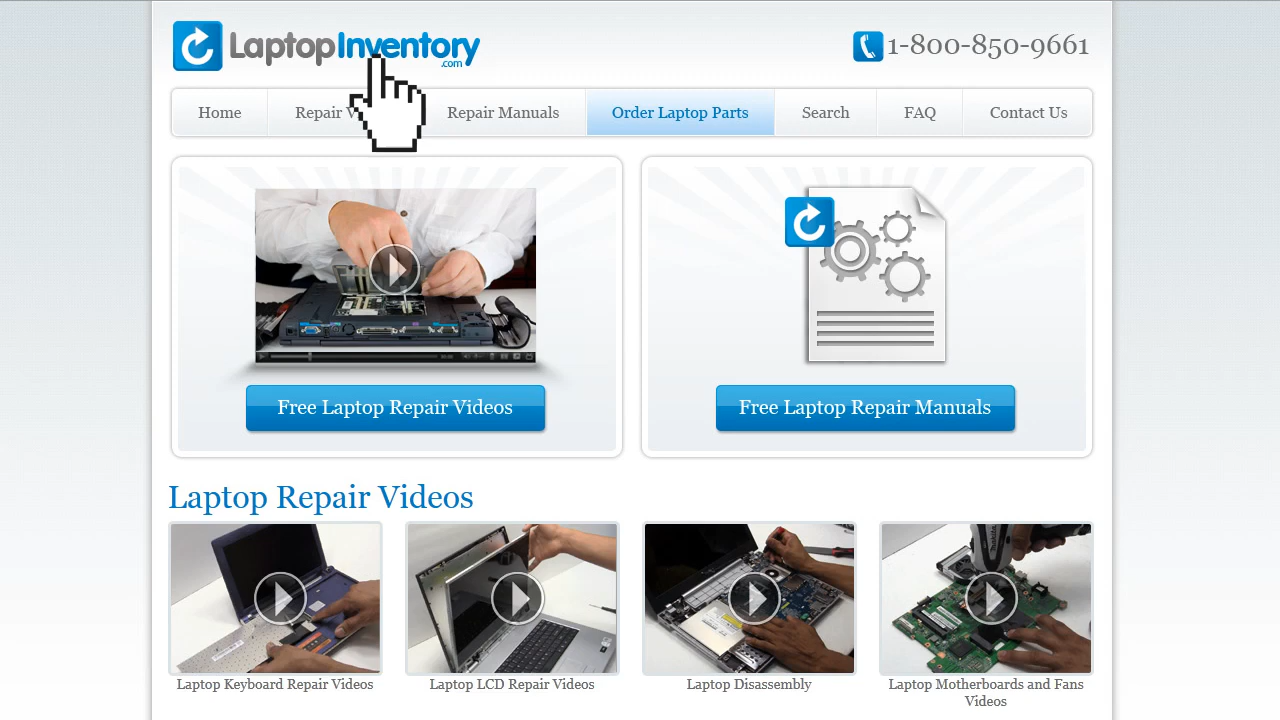 LaptopInventory
.com
1-800-850-9661
Home
Repair V
Repair Manuals
Order Laptop Parts
Search
FAQ
Contact Us
Free Laptop Repair Videos
Free Laptop Repair Manuals
Laptop Repair Videos
Laptop Keyboard Repair Videos
Laptop LCD Repair Videos
Laptop Disassembly
Laptop Motherboards and Fans
Videos